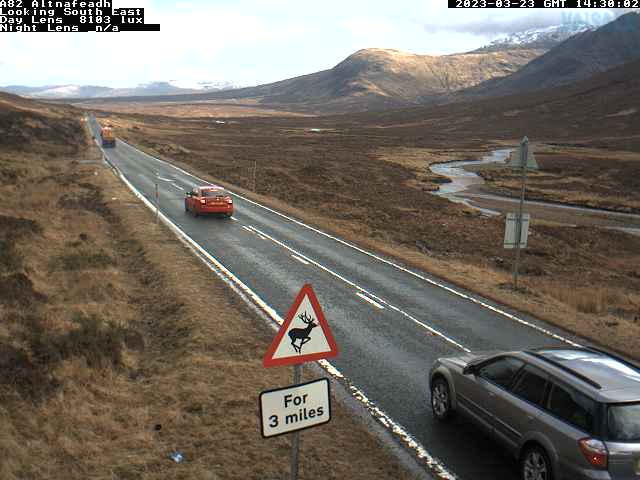 A82 Altnafeadh
Looking South East
Day Lens 8103 lux
Night Lens n/a
2023-03-23 GMT 14:30:02
VAISALA
For
3 miles